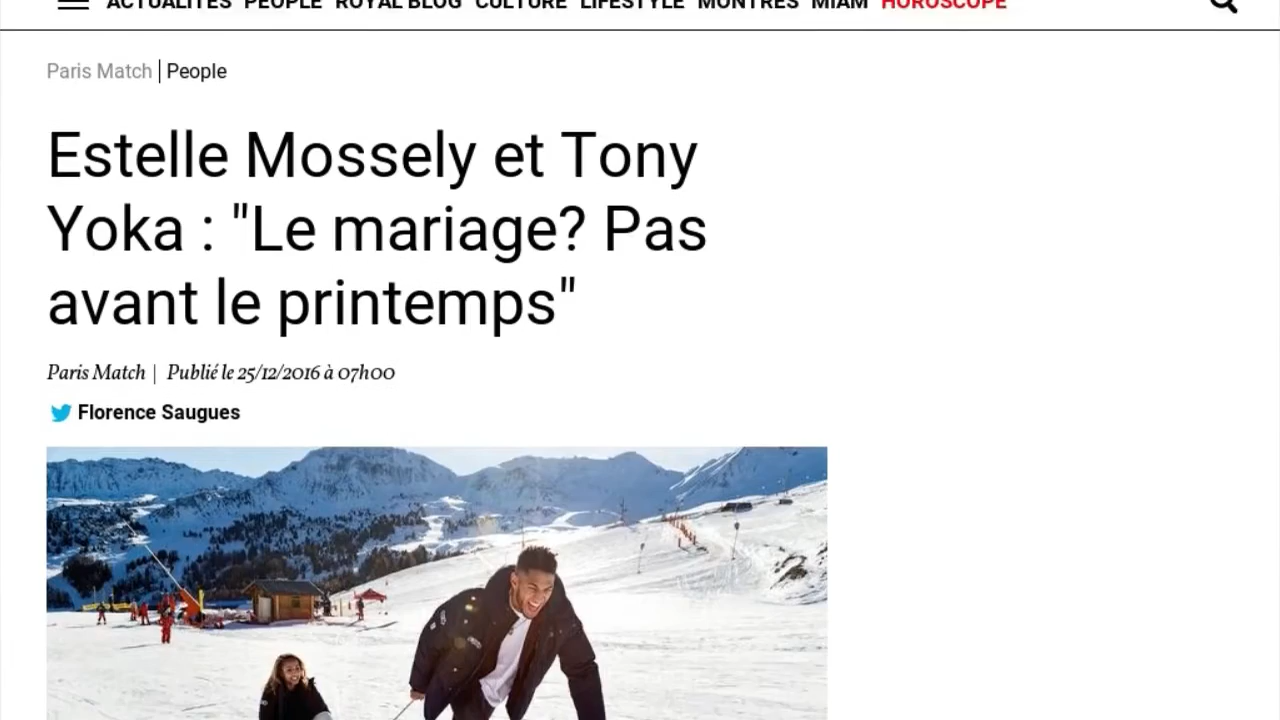 ACTUALITÉS PEOPLE ROYAL BLOG CULTURE LIFESTYLE MONTRES MIAM HOROSCOPE
Paris Match | People
Estelle Mossely et Tony
Yoka : "Le mariage? Pas
avant le printemps"
Paris Match | Publié le 25/12/2016 à 07h00
Florence Saugues